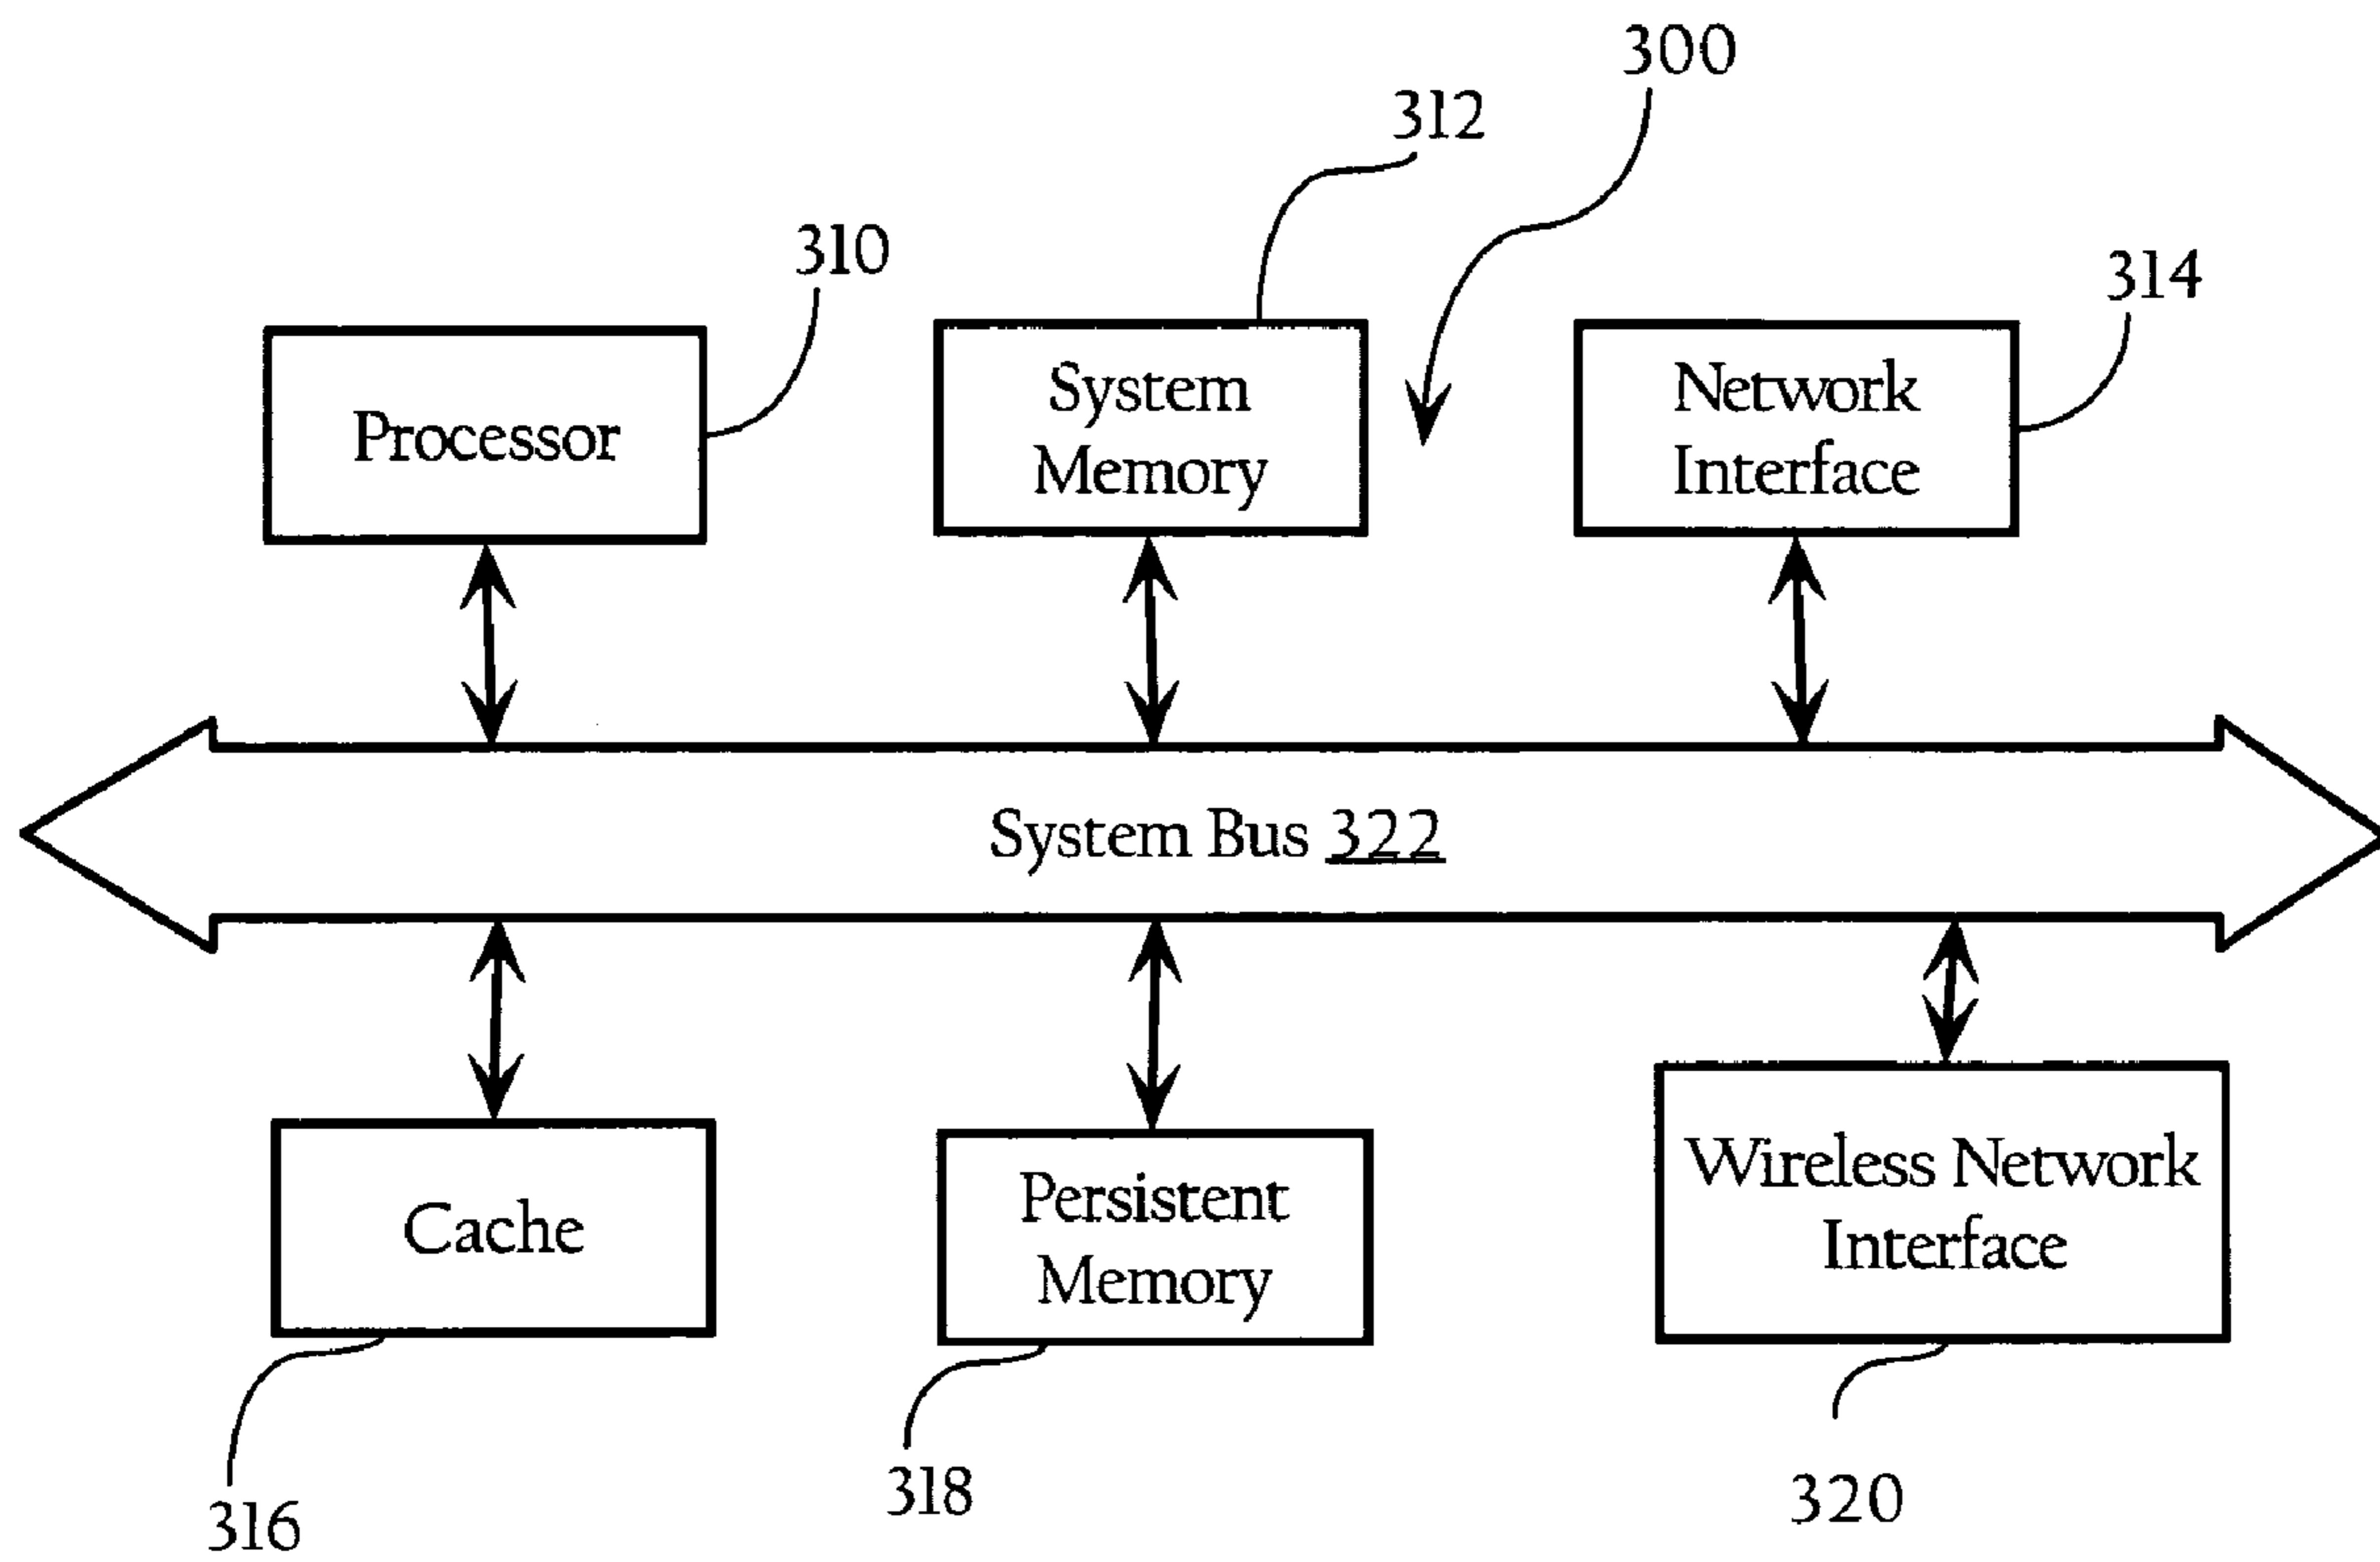 300
312
310
314
Processor
System
Memory
Network
Interface
System Bus 322
Cache
Persistent
Memory
Wireless Network
Interface
316
318
320